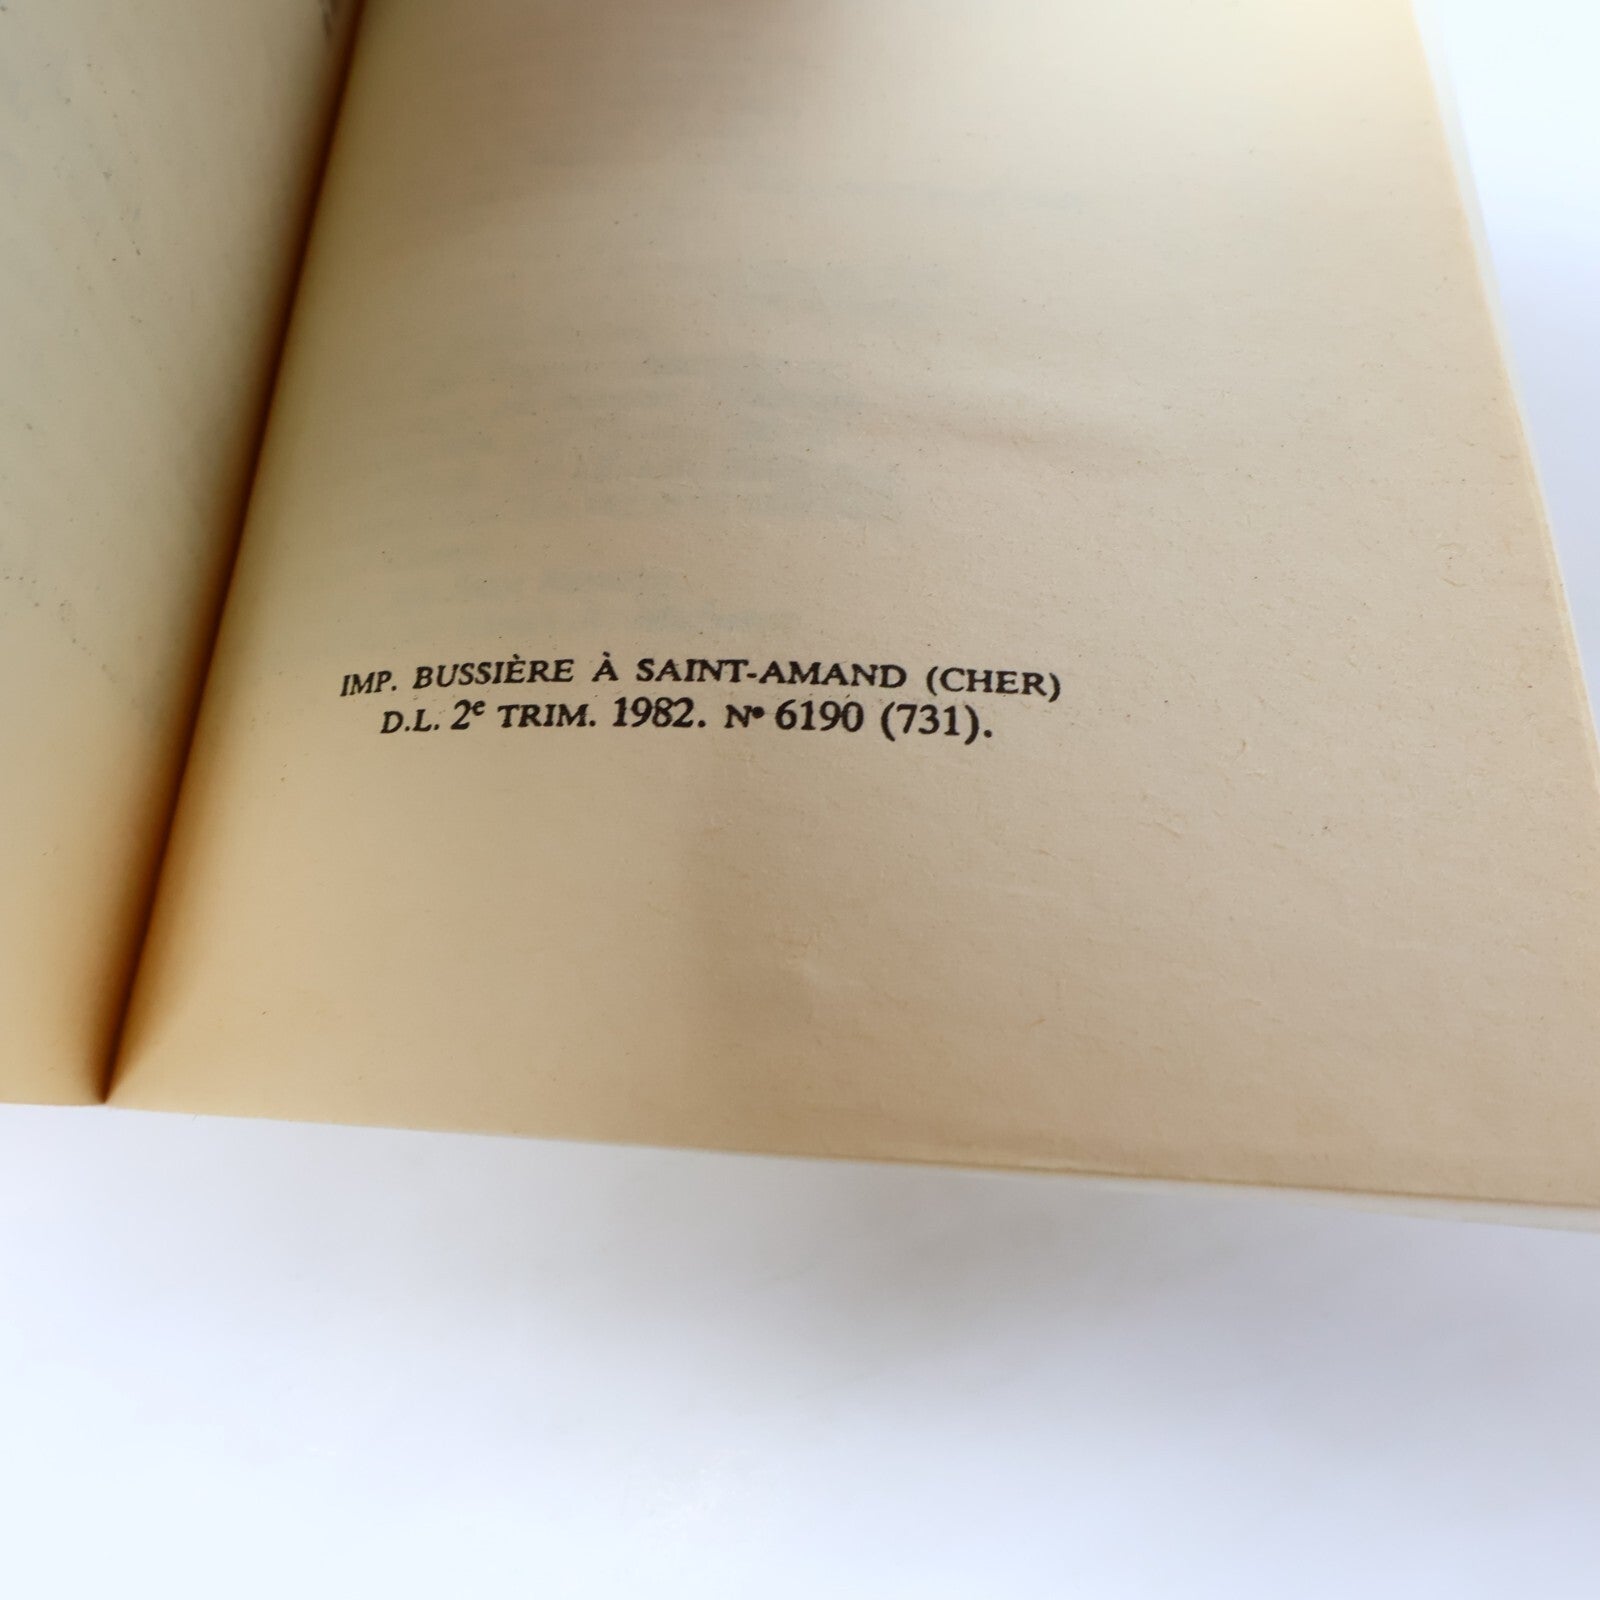 IMP. BUSSIÈRE À SAINT-AMAND (CHER)
D.L. 2e TRIM. 1982. N° 6190 (731).